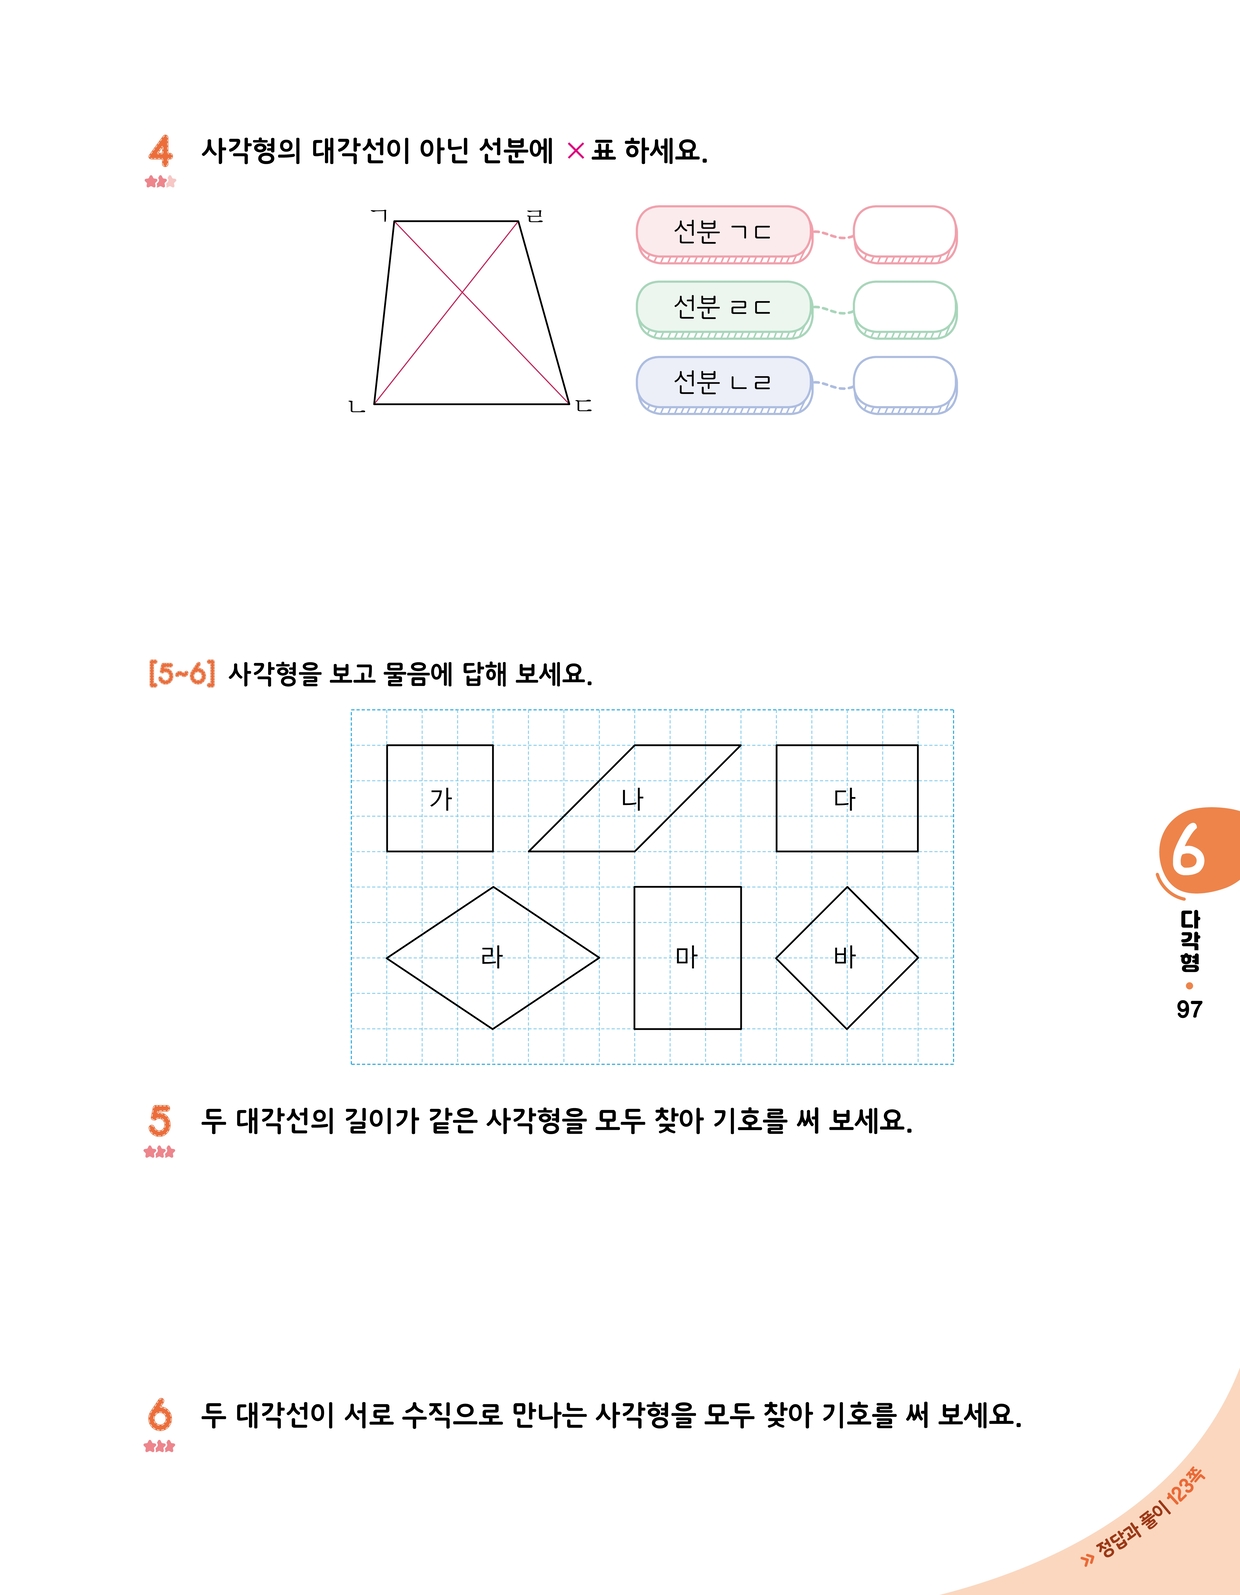 4 사각형의 대각선이 아닌 선분에 ×표 하세요.
ㄱ ㄹ
ㄴ ㄷ
선분 ㄱㄷ
선분 ㄹㄷ
선분 ㄴㄹ
[5~6] 사각형을 보고 물음에 답해 보세요.
가 나 다
라 마 바
5 두 대각선의 길이가 같은 사각형을 모두 찾아 기호를 써 보세요.
6 두 대각선이 서로 수직으로 만나는 사각형을 모두 찾아 기호를 써 보세요.
6
다각형 • 97
» 정답과 풀이 123쪽